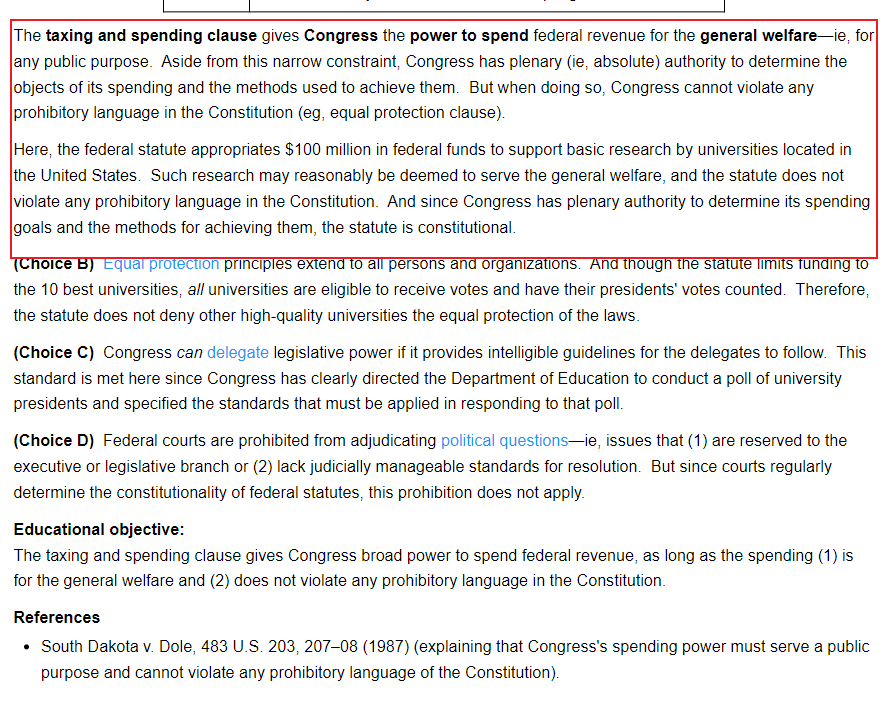 The taxing and spending clause gives Congress the power to spend federal revenue for the general welfare—ie, for
any public purpose. Aside from this narrow constraint, Congress has plenary (ie, absolute) authority to determine the
objects of its spending and the methods used to achieve them. But when doing so, Congress cannot violate any
prohibitory language in the Constitution (eg, equal protection clause).
Here, the federal statute appropriates $100 million in federal funds to support basic research by universities located in
the United States. Such research may reasonably be deemed to serve the general welfare, and the statute does not
violate any prohibitory language in the Constitution. And since Congress has plenary authority to determine its spending
goals and the methods for achieving them, the statute is constitutional.
(Choice B) Equal protection principles extend to all persons and organizations. And though the statute limits funding to
the 10 best universities, all universities are eligible to receive votes and have their presidents' votes counted. Therefore,
the statute does not deny other high-quality universities the equal protection of the laws.
(Choice C) Congress can delegate legislative power if it provides intelligible guidelines for the delegates to follow. This
standard is met here since Congress has clearly directed the Department of Education to conduct a poll of university
presidents and specified the standards that must be applied in responding to that poll.
(Choice D) Federal courts are prohibited from adjudicating political questions—ie, issues that (1) are reserved to the
executive or legislative branch or (2) lack judicially manageable standards for resolution. But since courts regularly
determine the constitutionality of federal statutes, this prohibition does not apply.
Educational objective:
The taxing and spending clause gives Congress broad power to spend federal revenue, as long as the spending (1) is
for the general welfare and (2) does not violate any prohibitory language in the Constitution.
References
• South Dakota v. Dole, 483 U.S. 203, 207–08 (1987) (explaining that Congress's spending power must serve a public
purpose and cannot violate any prohibitory language of the Constitution).